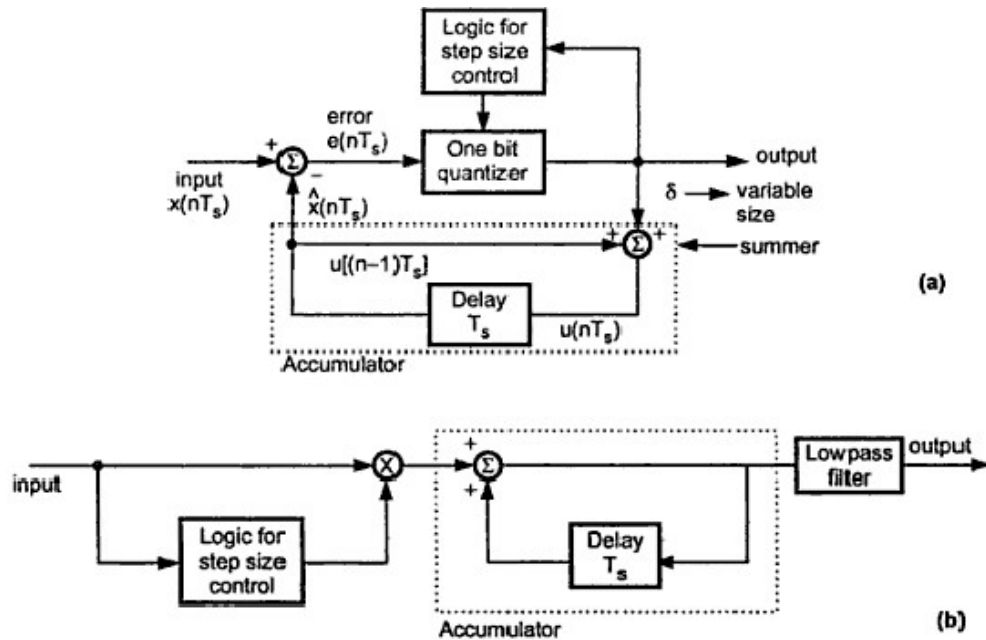 Logic for
step size
control
error
e(nTₛ)
+
Σ
−
One bit
quantizer
output
input
x(nTₛ)
x̂(nTₛ)
δ → variable
size
+
Σ
+
summer
u[(n−1)Tₛ]
(a)
Delay
Tₛ
u(nTₛ)
Accumulator
input
X
+
Σ
+
Lowpass
filter
output
Logic for
step size
control
Delay
Tₛ
Accumulator
(b)